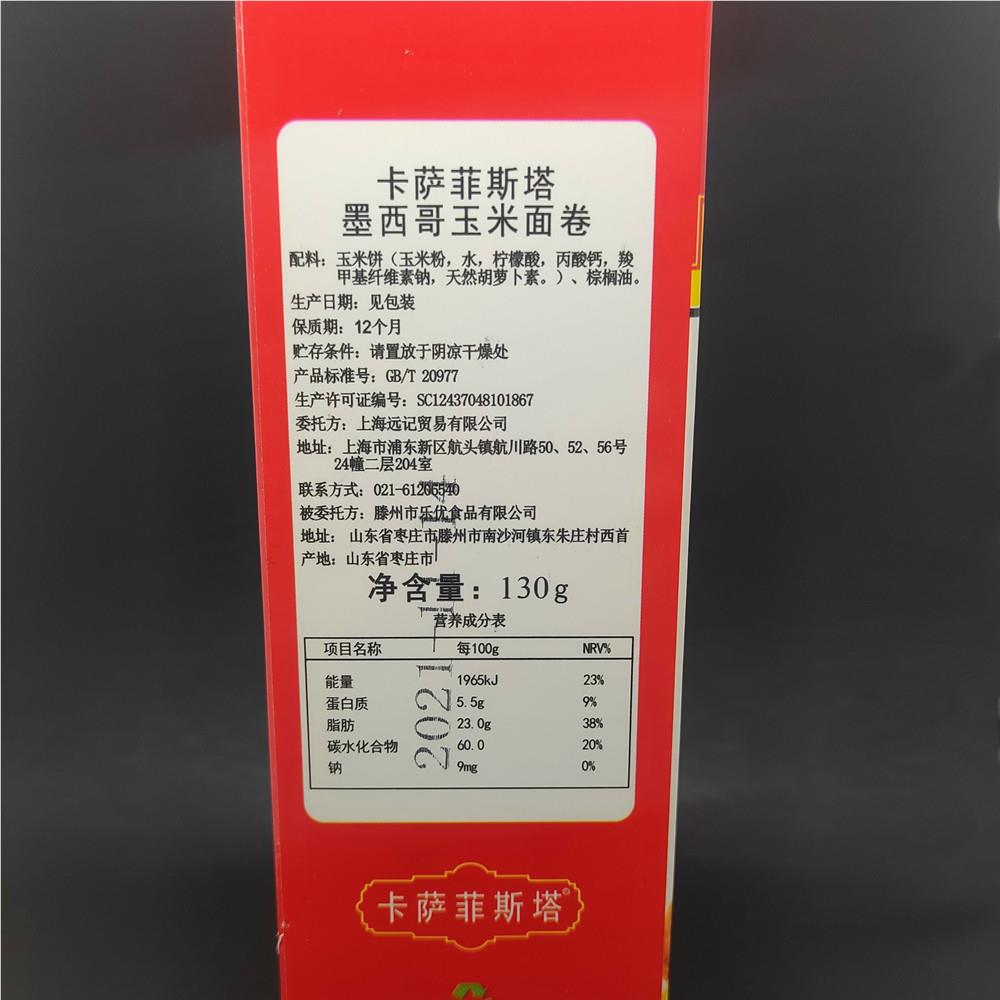 卡萨菲斯塔
墨西哥玉米面卷
配料：玉米饼（玉米粉，水，柠檬酸，丙酸钙，羧
甲基纤维素钠，天然胡萝卜素。）、棕榈油。
生产日期：见包装
保质期：12个月
贮存条件：请置放于阴凉干燥处
产品标准号：GB/T 20977
生产许可证编号：SC12437048101867
委托方：上海远记贸易有限公司
地址：上海市浦东新区航头镇航川路50、52、56号
24幢二层204室
联系方式：021-61206540
被委托方：滕州市乐优食品有限公司
地址：山东省枣庄市滕州市南沙河镇东朱庄村西首
产地：山东省枣庄市
净含量：130g
营养成分表
项目名称 每100g NRV%
能量 1965kJ 23%
蛋白质 5.5g 9%
脂肪 23.0g 38%
碳水化合物 60.0 20%
钠 9mg 0%
2021
卡萨菲斯塔®